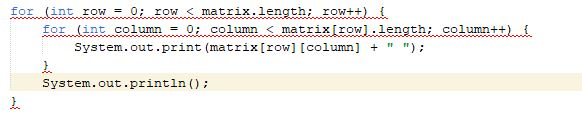 for (int row = 0; row < matrix.length; row++) {
    for (int column = 0; column < matrix[row].length; column++) {
        System.out.print(matrix[row][column] + " ");
    }
    System.out.println();
}